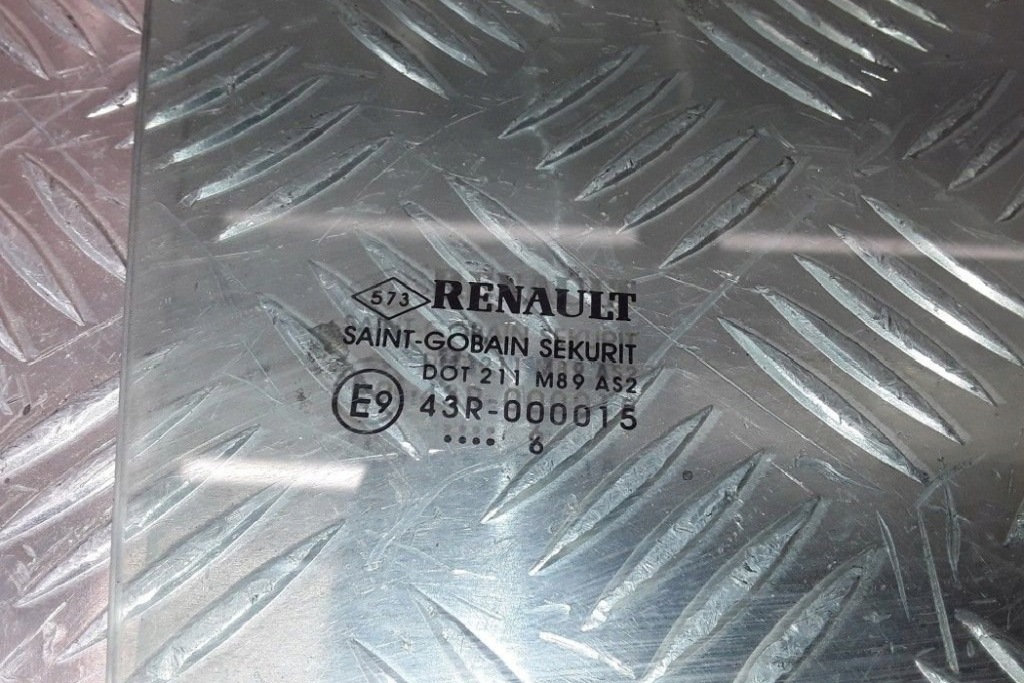 573 RENAULT
SAINT-GOBAIN SEKURIT
DOT 211 M89 AS2
E9 43R-000015
•••• ' 6